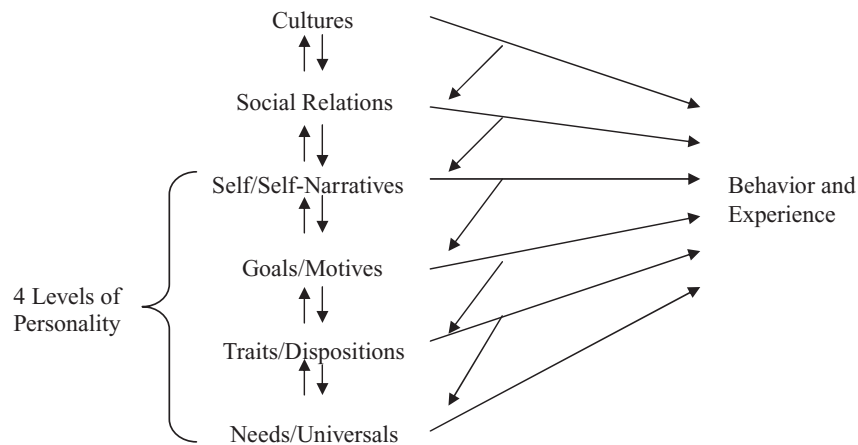 Cultures
Social Relations
Self/Self-Narratives
Behavior and
Experience
Goals/Motives
4 Levels of
Personality
Traits/Dispositions
Needs/Universals